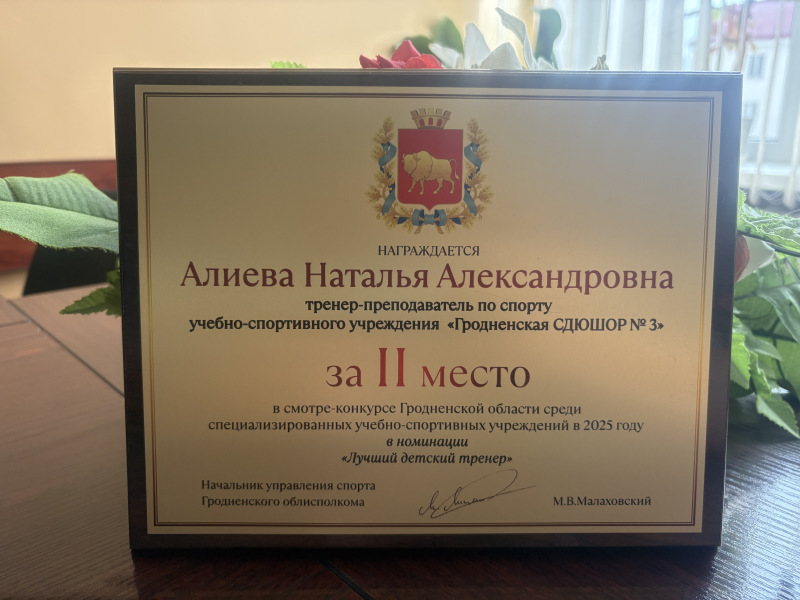 НАГРАЖДАЕТСЯ
Алиева Наталья Александровна
тренер-преподаватель по спорту
учебно-спортивного учреждения «Гродненская СДЮШОР № 3»
за II место
в смотре-конкурсе Гродненской области среди
специализированных учебно-спортивных учреждений в 2025 году
в номинации
«Лучший детский тренер»
Начальник управления спорта
Гродненского облисполкома
М.В.Малаховский